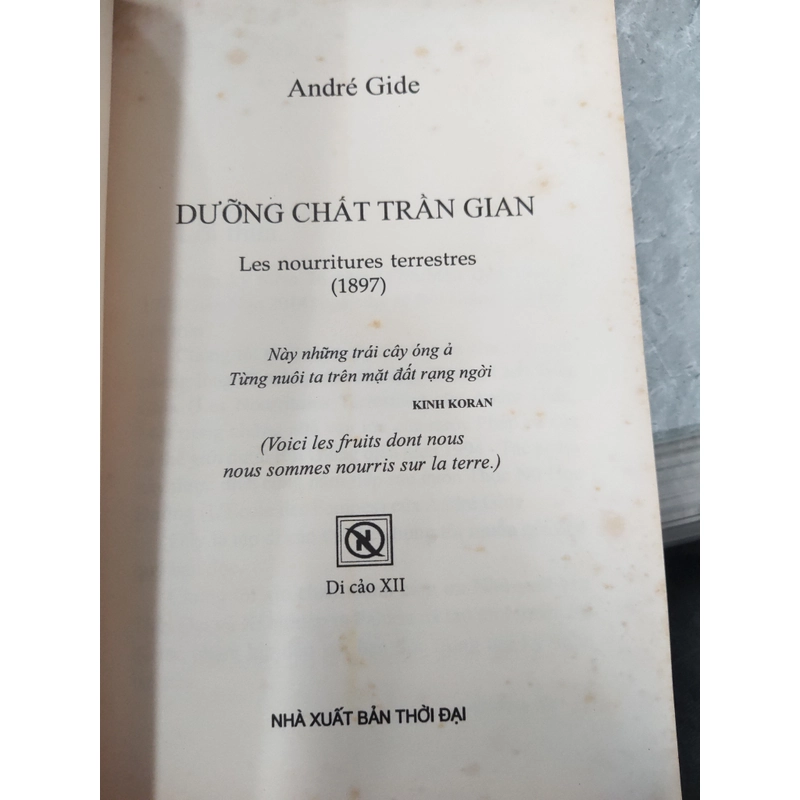 André Gide
DƯỠNG CHẤT TRẦN GIAN
Les nourritures terrestres
(1897)
Này những trái cây óng ả
Từng nuôi ta trên mặt đất rạng ngời
KINH KORAN
(Voici les fruits dont nous
nous sommes nourris sur la terre.)
Di cảo XII
NHÀ XUẤT BẢN THỜI ĐẠI